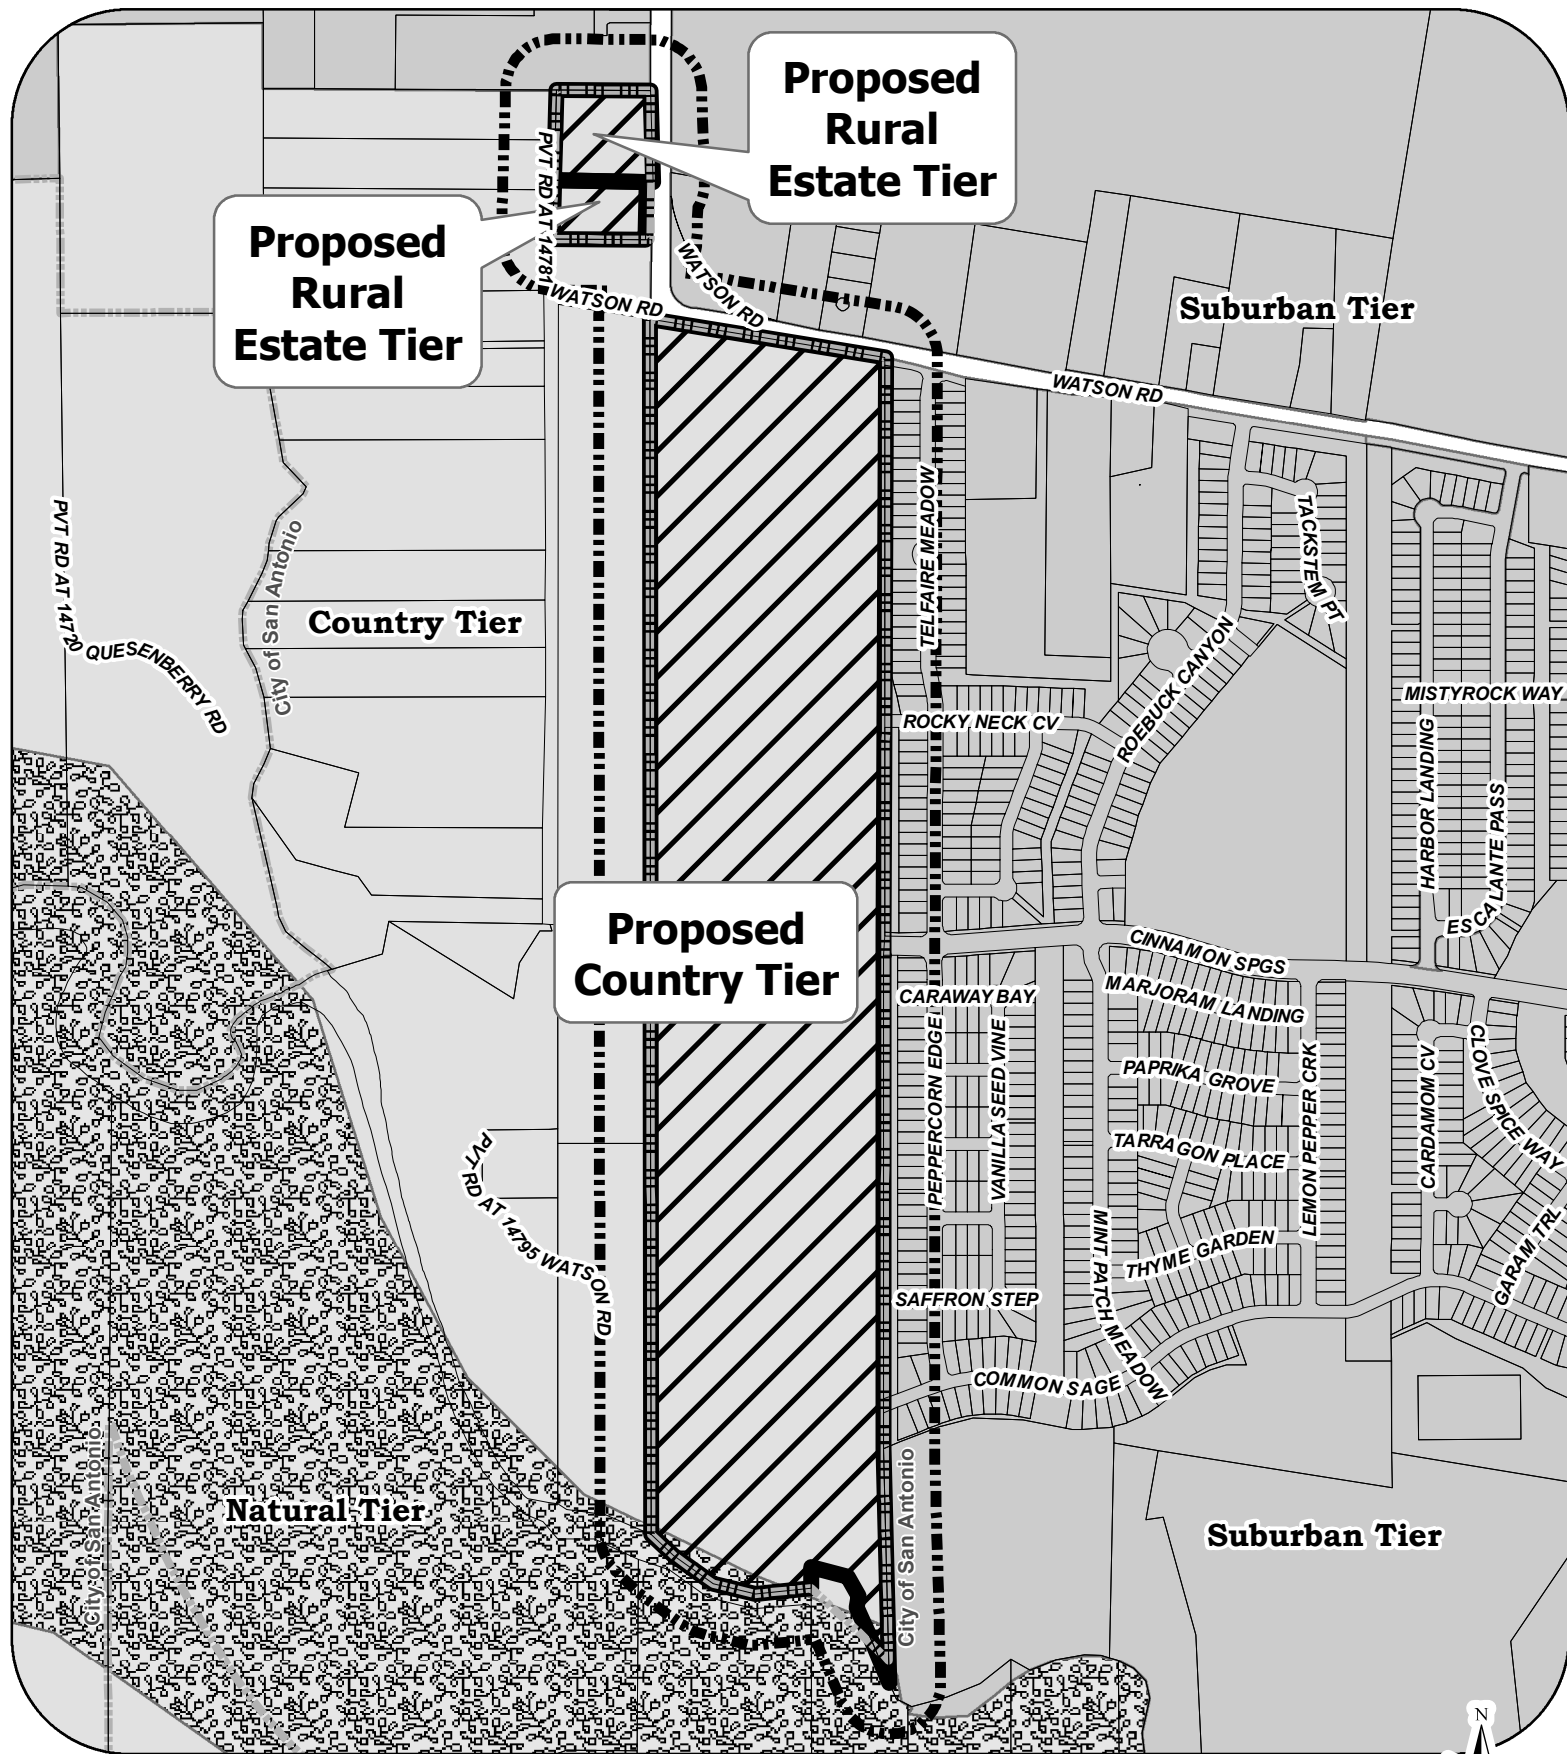 Proposed
Rural
Estate Tier
Proposed
Rural
Estate Tier
PVT RD AT 14781
WATSON RD
WATSON RD
Suburban Tier
WATSON RD
TELFAIRE MEADOW
TACKSTEM PT
PVT RD AT 14720 QUESENBERRY RD
City of San Antonio
Country Tier
ROEBUCK CANYON
MISTYROCK WAY
ROCKY NECK CV
HARBOR LANDING
ESCALANTE PASS
Proposed
Country Tier
CINNAMON SPGS
CARAWAY BAY
MARJORAM LANDING
PEPPERCORN EDGE
VANILLA SEED VINE
PAPRIKA GROVE
LEMON PEPPER CRK
CARDAMOM CV
CLOVE SPICE WAY
TARRAGON PLACE
PVT RD AT 14795 WATSON RD
MINT PATCH MEADOW
THYME GARDEN
GARAM TRL
SAFFRON STEP
COMMON SAGE
City of San Antonio
Natural Tier
City of San Antonio
Suburban Tier
N